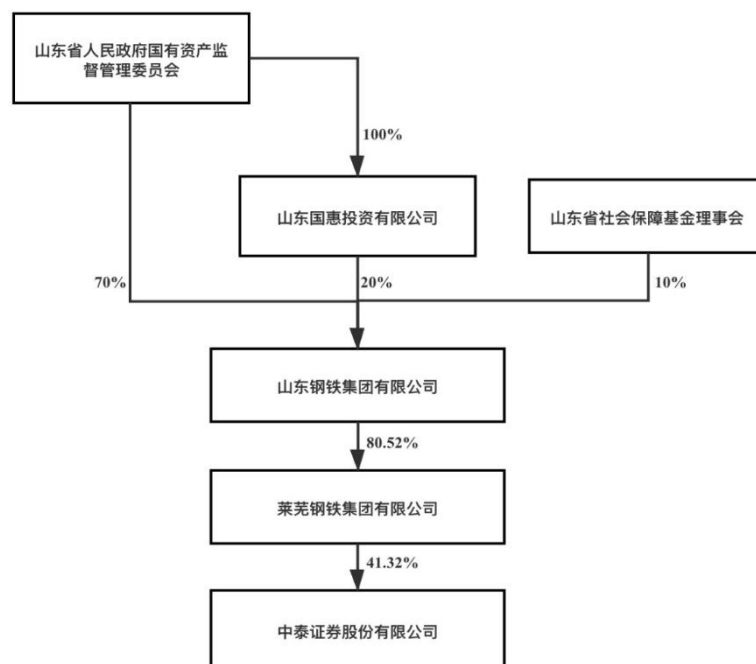 山东省人民政府国有资产监
督管理委员会
100%
山东国惠投资有限公司
山东省社会保障基金理事会
70%
20%
10%
山东钢铁集团有限公司
80.52%
莱芜钢铁集团有限公司
41.32%
中泰证券股份有限公司